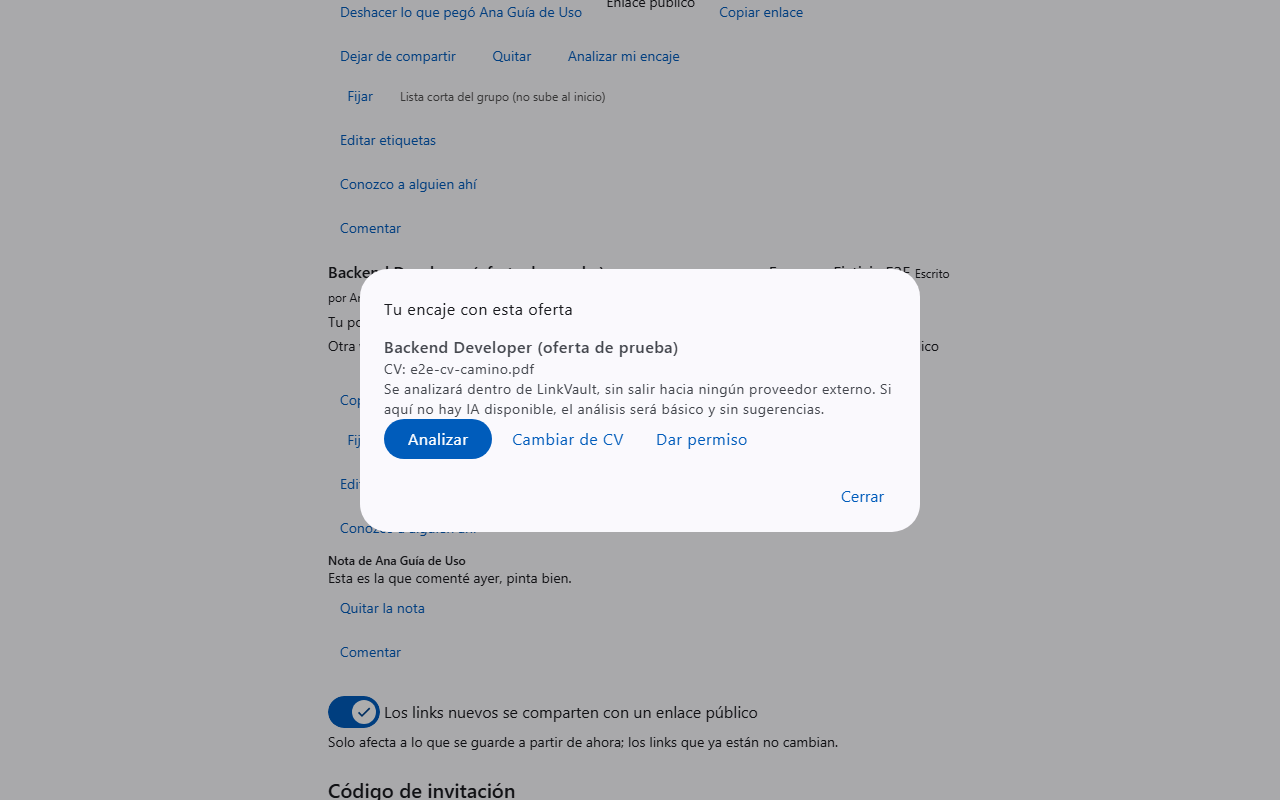 Deshacer lo que pegó Ana Guía de Uso Enlace público Copiar enlace
Dejar de compartir Quitar Analizar mi encaje
Fijar Lista corta del grupo (no sube al inicio)
Editar etiquetas
Conozco a alguien ahí
Comentar
Escrito
por
Tu
Otra
Tu encaje con esta oferta
Backend Developer (oferta de prueba)
CV: e2e-cv-camino.pdf
Se analizará dentro de LinkVault, sin salir hacia ningún proveedor externo. Si
aquí no hay IA disponible, el análisis será básico y sin sugerencias.
Analizar Cambiar de CV Dar permiso
Cerrar
Nota de Ana Guía de Uso
Esta es la que comenté ayer, pinta bien.
Quitar la nota
Comentar
Los links nuevos se comparten con un enlace público
Solo afecta a lo que se guarde a partir de ahora; los links que ya están no cambian.
Código de invitación